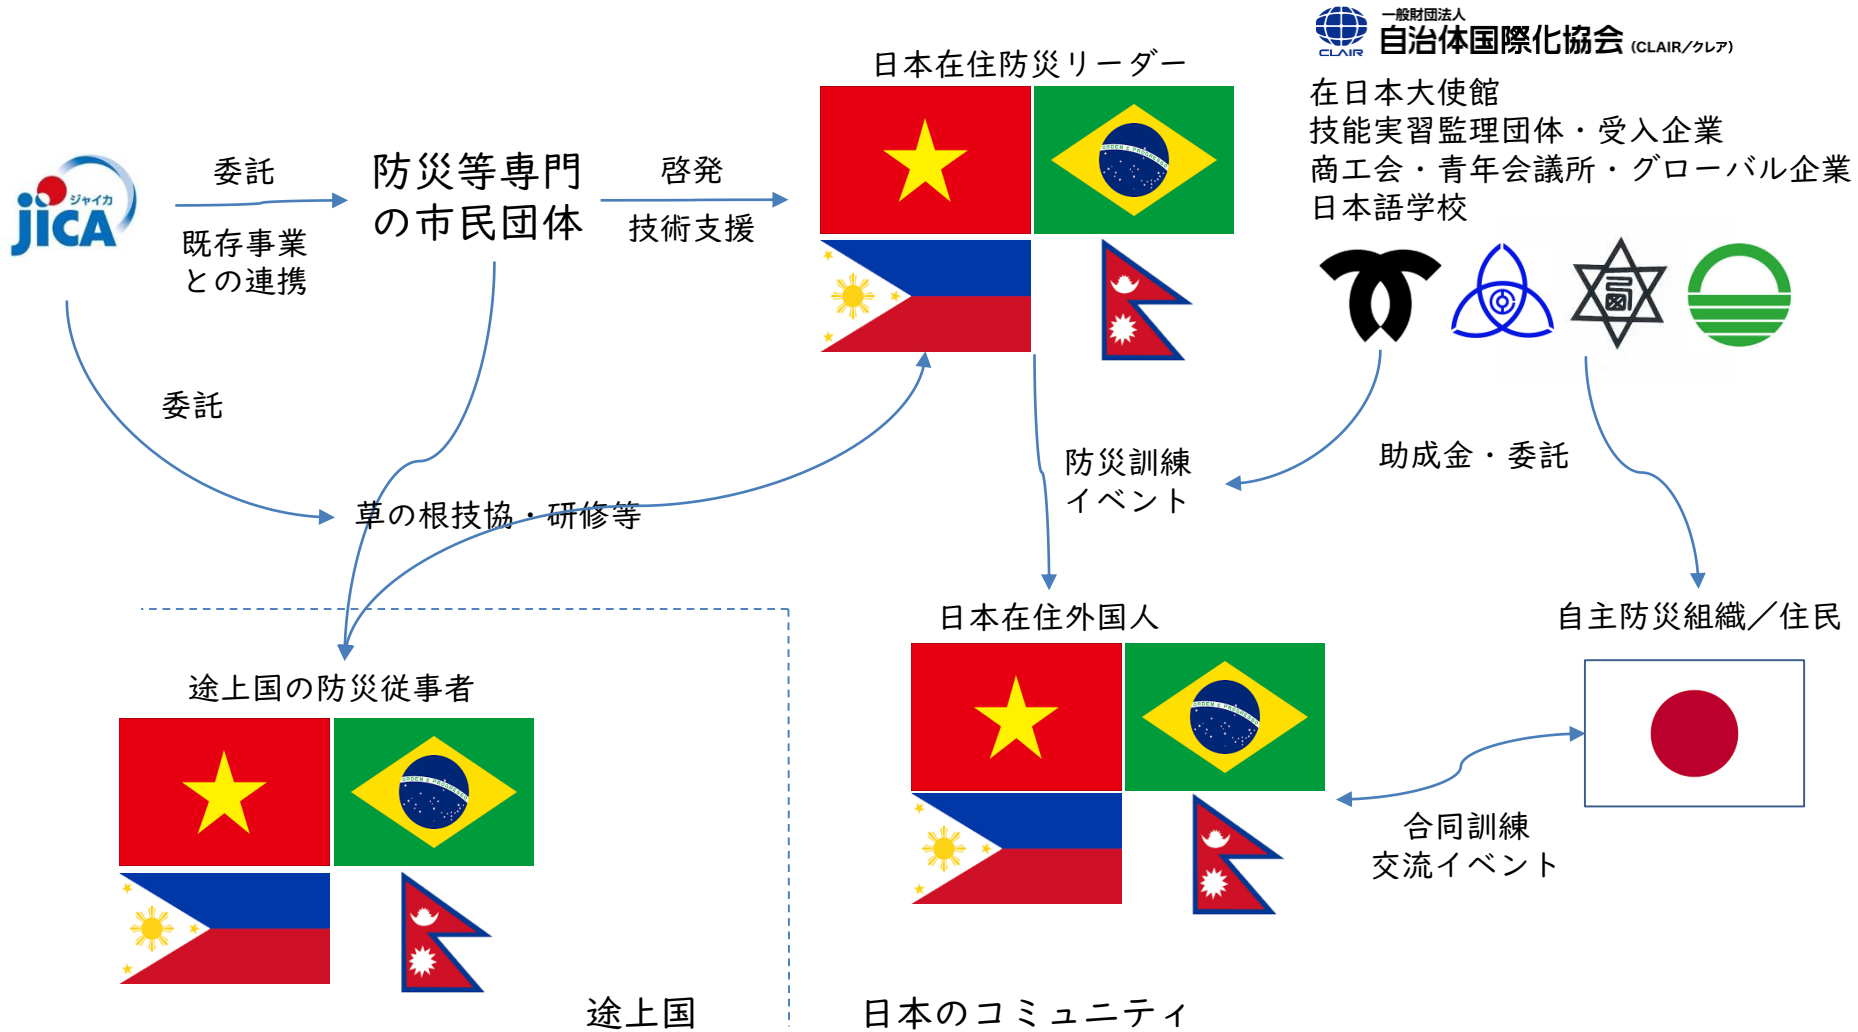 一般財団法人
自治体国際化協会 (CLAIR/クレア)
CLAIR
日本在住防災リーダー
在日本大使館
技能実習監理団体・受入企業
商工会・青年会議所・グローバル企業
日本語学校
ジャイカ
jICA
委託
既存事業
との連携
防災等専門
の市民団体
啓発
技術支援
委託
草の根技協・研修等
防災訓練
イベント
助成金・委託
日本在住外国人
自主防災組織/住民
途上国の防災従事者
合同訓練
交流イベント
途上国
日本のコミュニティ